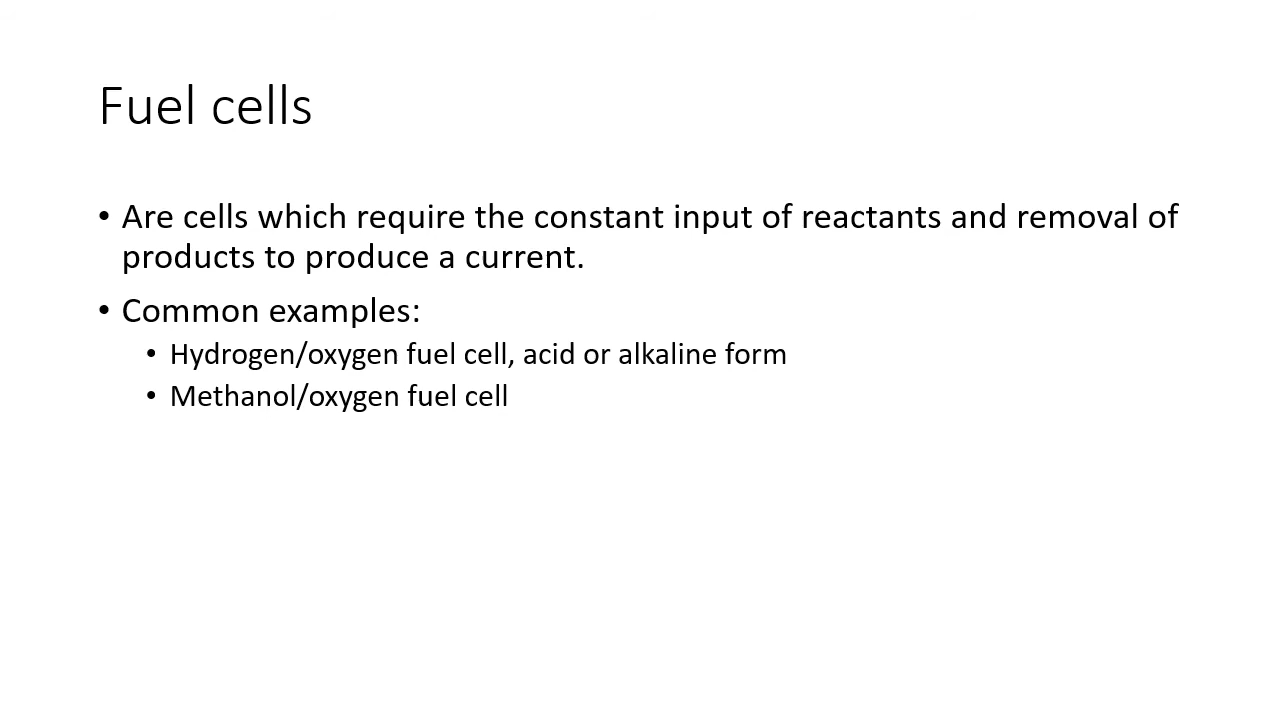 Fuel cells
• Are cells which require the constant input of reactants and removal of
products to produce a current.
• Common examples:
• Hydrogen/oxygen fuel cell, acid or alkaline form
• Methanol/oxygen fuel cell